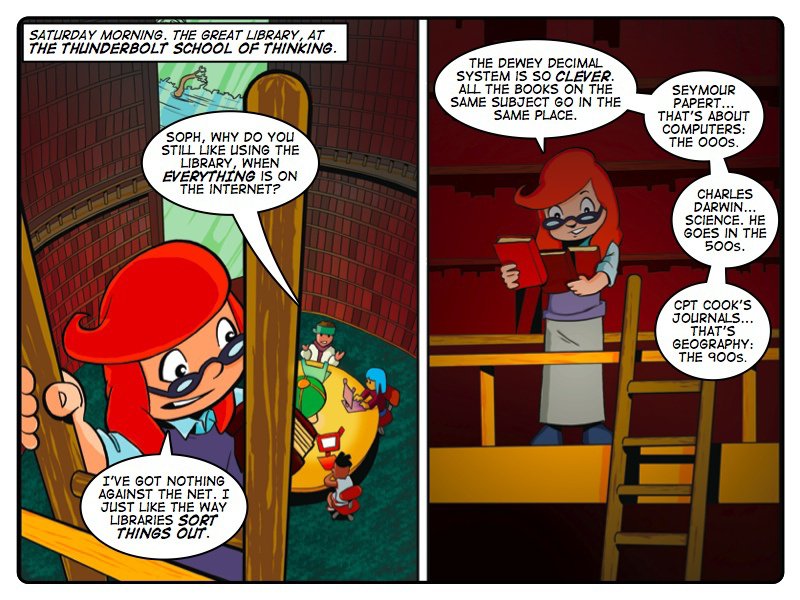 SATURDAY MORNING. THE GREAT LIBRARY, AT
THE THUNDERBOLT SCHOOL OF THINKING.
SOPH, WHY DO YOU
STILL LIKE USING THE
LIBRARY, WHEN
EVERYTHING IS ON
THE INTERNET?
I'VE GOT NOTHING
AGAINST THE NET. I
JUST LIKE THE WAY
LIBRARIES SORT
THINGS OUT.
THE DEWEY DECIMAL
SYSTEM IS SO CLEVER.
ALL THE BOOKS ON THE
SAME SUBJECT GO IN THE
SAME PLACE.
SEYMOUR
PAPERT...
THAT'S ABOUT
COMPUTERS:
THE 000s.
CHARLES
DARWIN...
SCIENCE. HE
GOES IN THE
500s.
CPT COOK'S
JOURNALS...
THAT'S
GEOGRAPHY:
THE 900s.